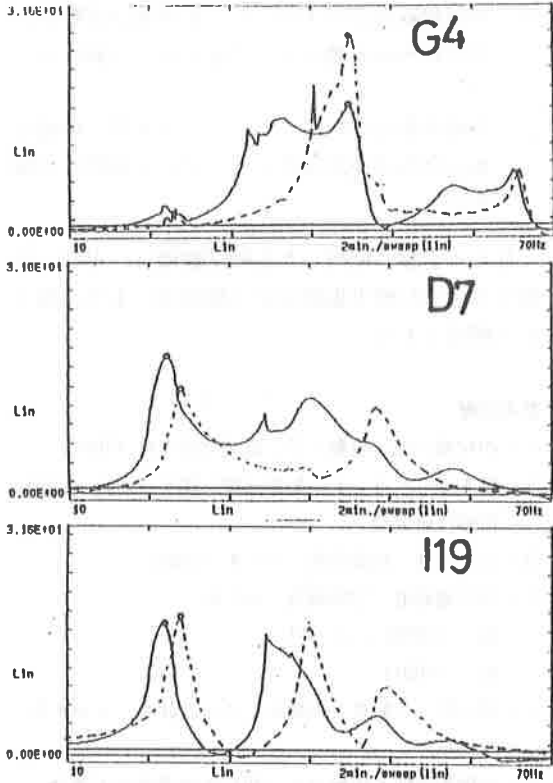 3.16E+01
G4
Lin
0.00E+00
10 Lin 2min./sweep(lin) 70Hz
3.16E+01
D7
Lin
0.00E+00
10 Lin 2min./sweep(lin) 70Hz
3.16E+01
I19
Lin
0.00E+00
10 Lin 2min./sweep(lin) 70Hz